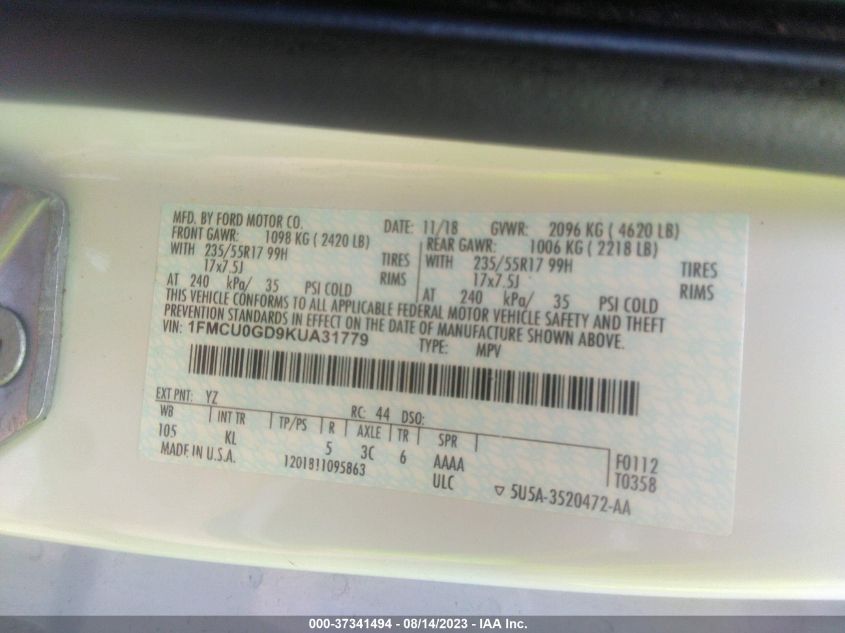 MFD. BY FORD MOTOR CO. DATE: 11/18 GVWR: 2096 KG ( 4620 LB)
FRONT GAWR: 1098 KG ( 2420 LB) REAR GAWR: 1006 KG ( 2218 LB)
WITH 235/55R17 99H TIRES WITH 235/55R17 99H TIRES
17x7.5J RIMS 17x7.5J RIMS
AT 240 kPa/ 35 PSI COLD AT 240 kPa/ 35 PSI COLD
THIS VEHICLE CONFORMS TO ALL APPLICABLE FEDERAL MOTOR VEHICLE SAFETY AND THEFT
PREVENTION STANDARDS IN EFFECT ON THE DATE OF MANUFACTURE SHOWN ABOVE.
VIN: 1FMCU0GD9KUA31779 TYPE: MPV
EXT PNT: YZ RC: 44 DSO:
WB INT TR TP/PS R AXLE TR SPR
105 KL 5 3C 6 AAAA F0112
MADE IN U.S.A. 1201811095863 ULC T0358
5U5A-3520472-AA
000-37341494 - 08/14/2023 - IAA Inc.